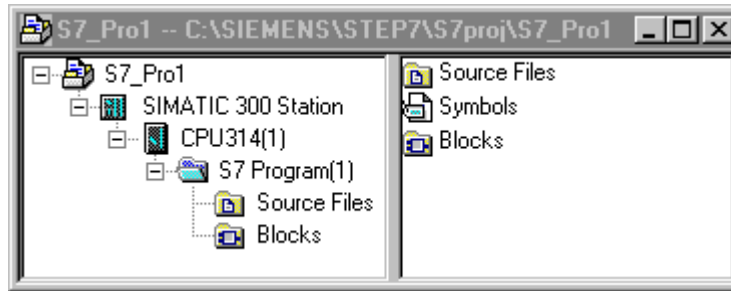 S7_Pro1 -- C:\SIEMENS\STEP7\S7proj\S7_Pro1
S7_Pro1
SIMATIC 300 Station
CPU314(1)
S7 Program(1)
Source Files
Blocks
Source Files
Symbols
Blocks